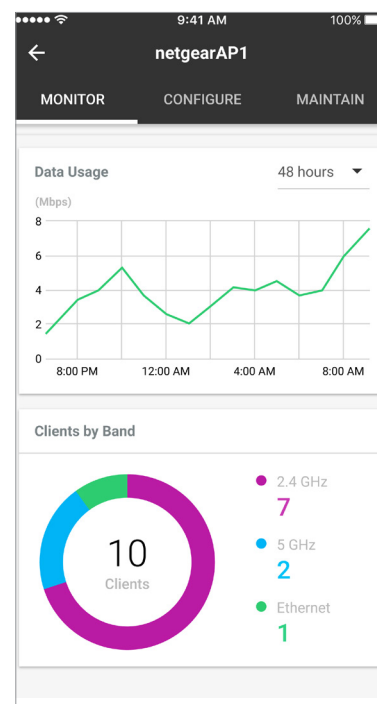 9:41 AM 100%
netgearAP1
MONITOR CONFIGURE MAINTAIN
Data Usage 48 hours
(Mbps)
8
6
4
2
0
8:00 PM 12:00 AM 4:00 AM 8:00 AM
Clients by Band
10
Clients
2.4 GHz
7
5 GHz
2
Ethernet
1